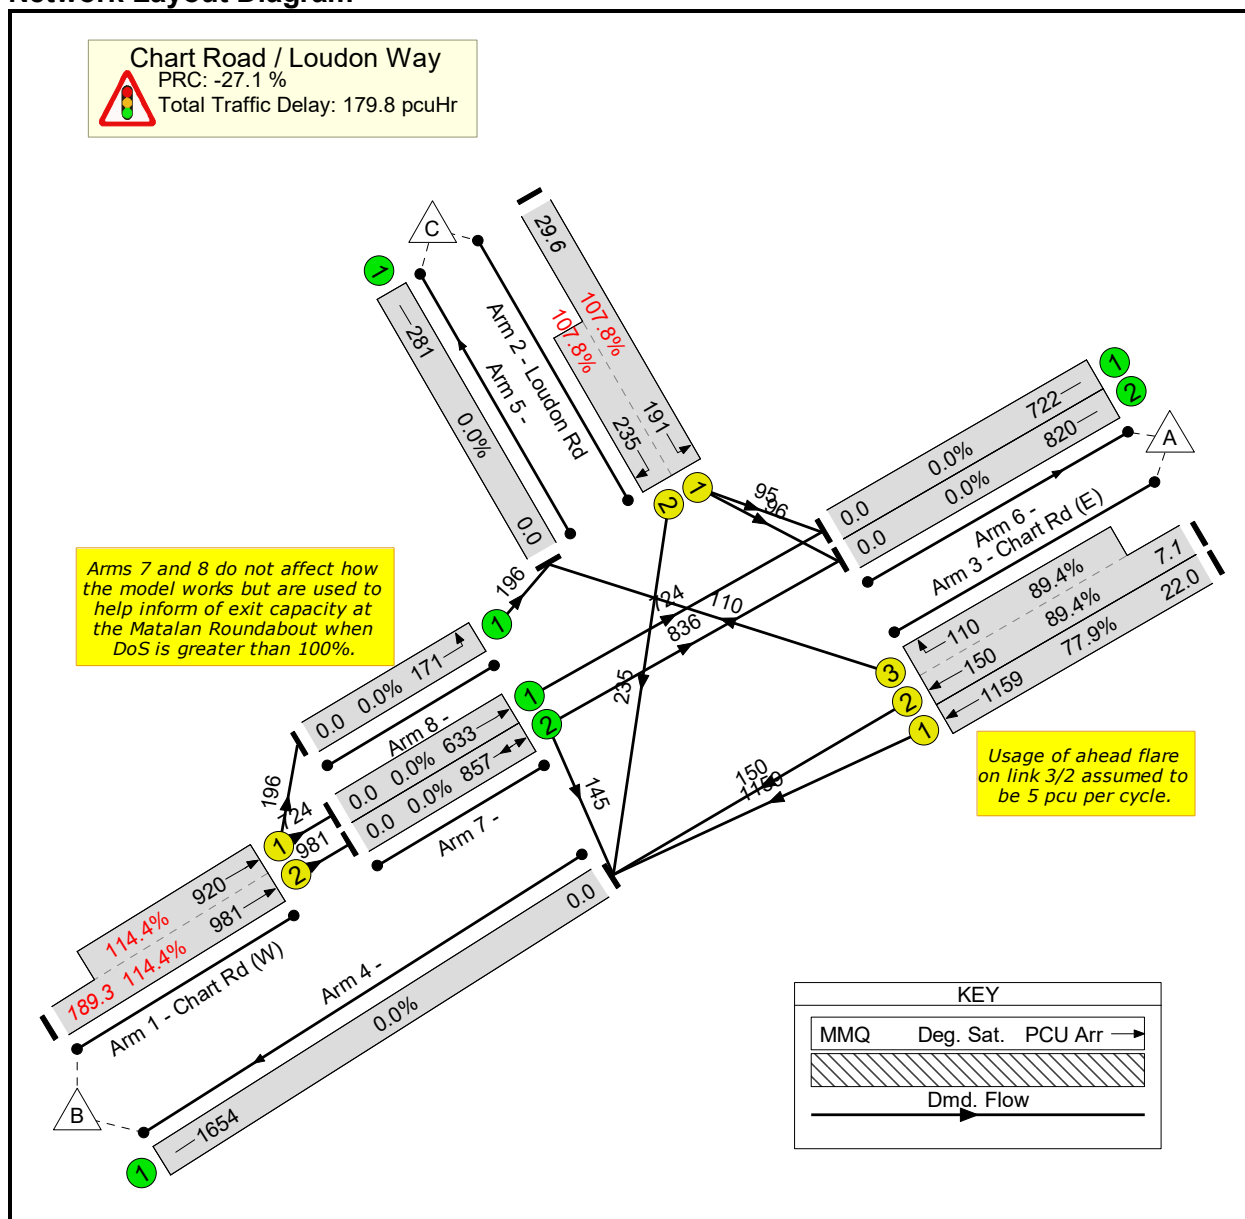 Network Layout Diagram
Chart Road / Loudon Way
PRC: -27.1 %
Total Traffic Delay: 179.8 pcuHr
C
1
281
0.0%
0.0
Arm 5 -
Arm 2 - Loudon Rd
29.6
107.8%
107.8%
191
235
2
1
95
96
1
2
A
722
0.0%
0.0
820
0.0%
0.0
Arm 6 -
Arm 3 - Chart Rd (E)
89.4%
110
7.1
89.4%
150
22.0
77.9%
1159
3
2
1
Arms 7 and 8 do not affect how
the model works but are used to
help inform of exit capacity at
the Matalan Roundabout when
DoS is greater than 100%.
196
1
0.0 0.0% 171
Arm 8 -
724
110
836
235
1
2
0.0 0.0% 633
0.0 0.0% 857
Arm 7 -
145
150
1159
Usage of ahead flare
on link 3/2 assumed to
be 5 pcu per cycle.
196
724
981
1
2
114.4% 920
189.3 114.4% 981
Arm 1 - Chart Rd (W)
B
Arm 4 -
0.0
0.0%
1654
1
KEY
MMQ Deg. Sat. PCU Arr
Dmd. Flow